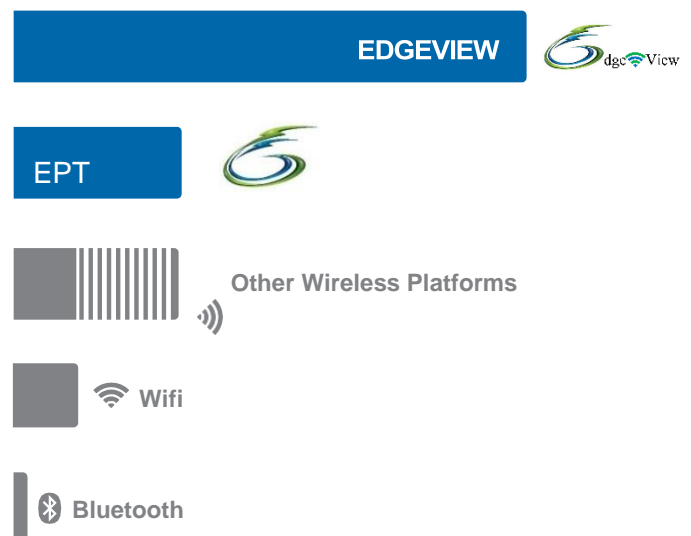 EDGEVIEW
dge View
EPT
Other Wireless Platforms
Wifi
Bluetooth